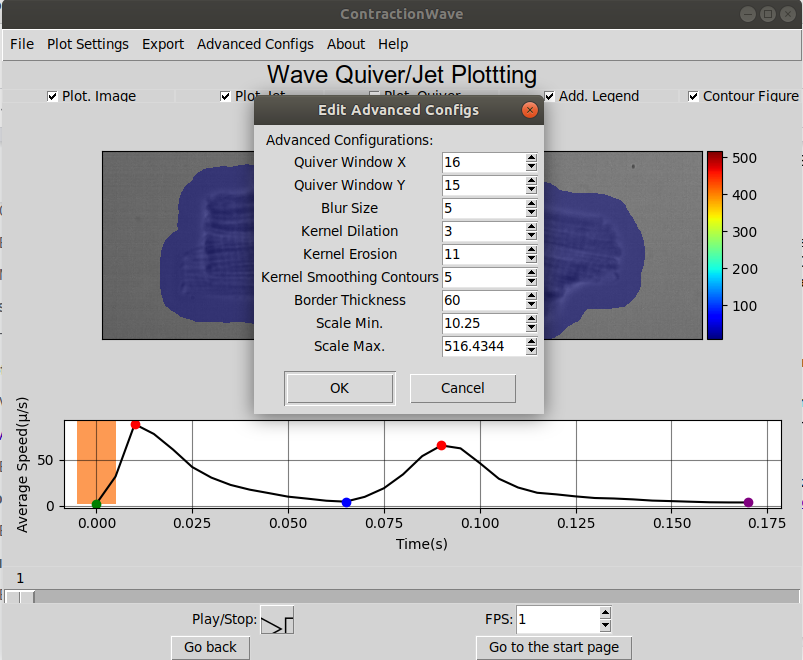 ContractionWave
File Plot Settings Export Advanced Configs About Help
Wave Quiver/Jet Plottting
Plot. Image Plot. Jet Plot. Quiver Add. Legend Contour Figure
Edit Advanced Configs
Advanced Configurations:
Quiver Window X 16
Quiver Window Y 15
Blur Size 5
Kernel Dilation 3
Kernel Erosion 11
Kernel Smoothing Contours 5
Border Thickness 60
Scale Min. 10.25
Scale Max. 516.4344
OK Cancel
500
400
300
200
100
Average Speed(µ/s)
50
0
0.000 0.025 0.050 0.075 0.100 0.125 0.150 0.175
Time(s)
1
Play/Stop: FPS: 1
Go back Go to the start page